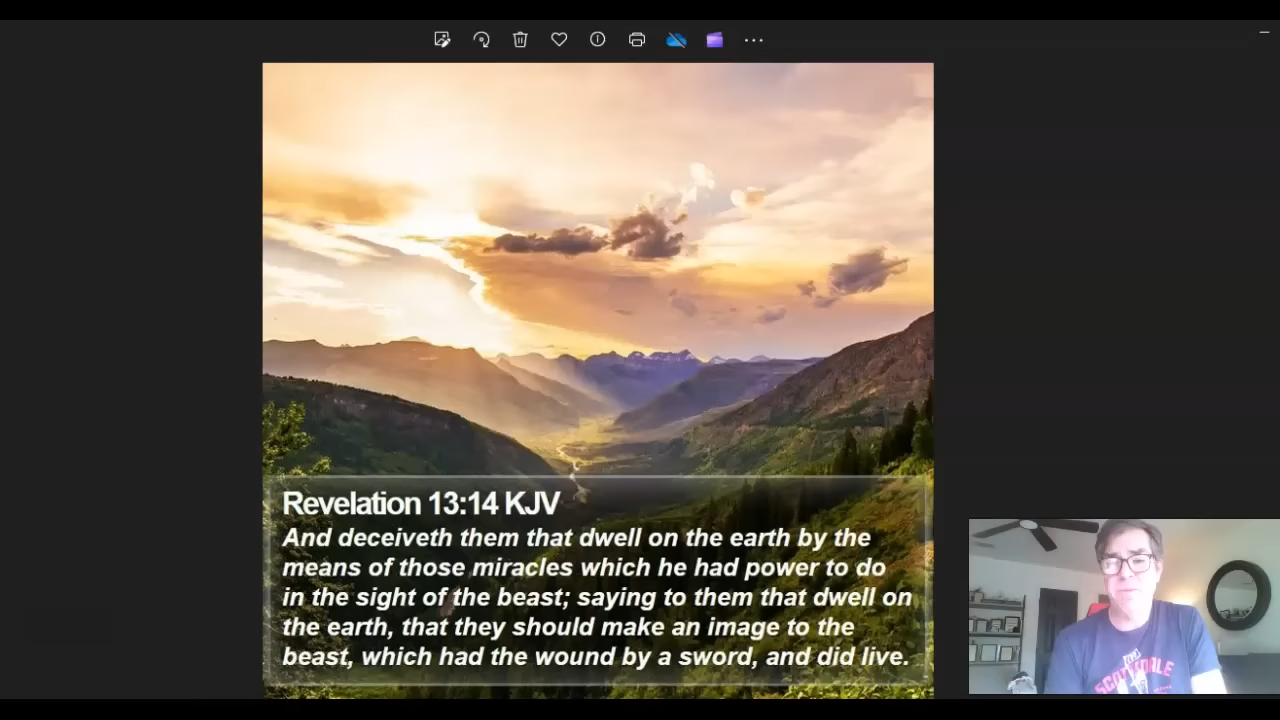 Revelation 13:14 KJV
And deceiveth them that dwell on the earth by the
means of those miracles which he had power to do
in the sight of the beast; saying to them that dwell on
the earth, that they should make an image to the
beast, which had the wound by a sword, and did live.